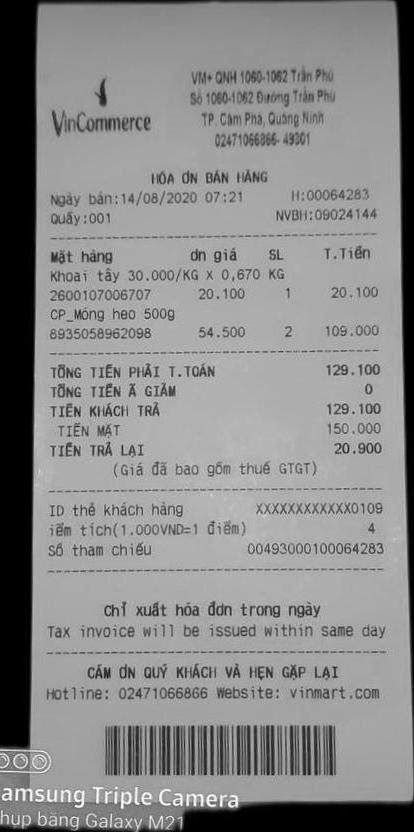 VinCommerce
VM+ QNH 1060-1062 Trần Phú
Số 1060-1062 Đường Trần Phú
TP. Cẩm Phả, Quảng Ninh
02471066866- 49301
HÓA ƠN BÁN HÀNG
Ngày bán:14/08/2020 07:21 H:00064283
Quầy:001 NVBH:09024144
Mặt hàng ơn giá SL T.Tiền
Khoai tây 30.000/KG X 0,670 KG
2600107006707 20.100 1 20.100
CP_Móng heo 500g
8935058962098 54.500 2 109.000
TỔNG TIỀN PHẢI T.TOÁN 129.100
TỔNG TIỀN Ã GIẢM 0
TIỀN KHÁCH TRẢ 129.100
TIỀN MẶT 150.000
TIỀN TRẢ LẠI 20.900
(Giá đã bao gồm thuế GTGT)
ID thẻ khách hàng XXXXXXXXXXXX0109
iểm tích(1.000VND=1 điểm) 4
Số tham chiếu 00493000100064283
Chỉ xuất hóa đơn trong ngày
Tax invoice will be issued within same day
CÁM ƠN QUÝ KHÁCH VÀ HẸN GẶP LẠI
Hotline: 02471066866 Website: vinmart.com
amsung Triple Camera
hụp bằng Galaxy M21